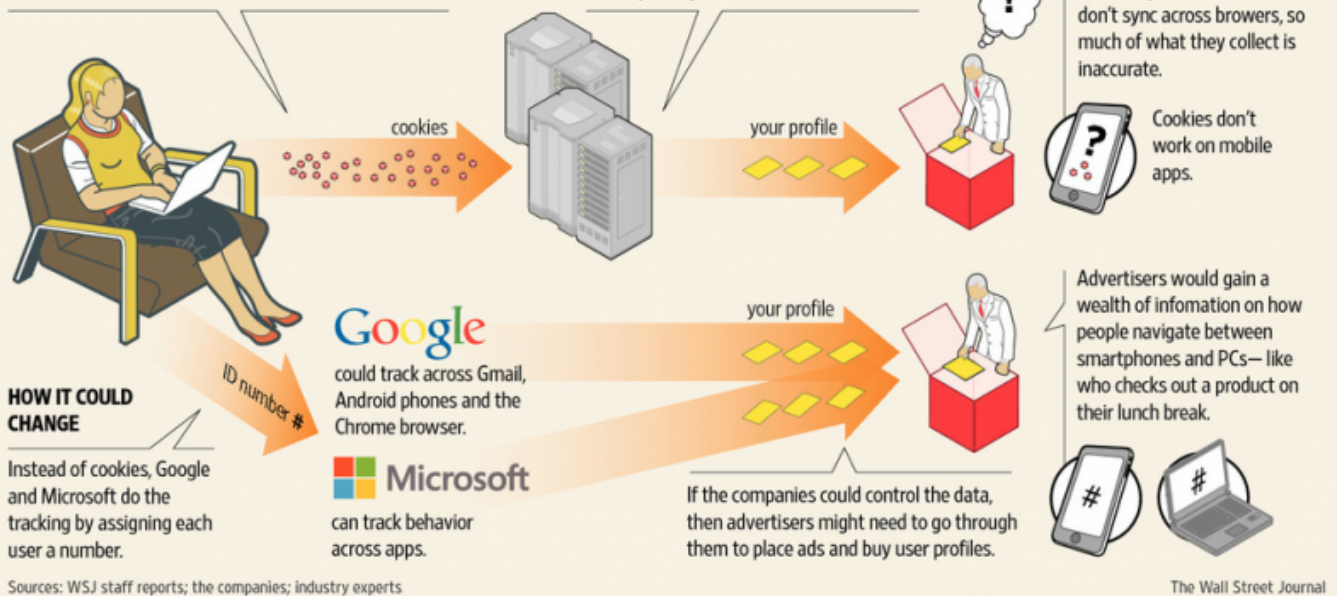 don't sync across browers, so
much of what they collect is
inaccurate.
cookies
your profile
?
Cookies don't
work on mobile
apps.
HOW IT COULD
CHANGE
Instead of cookies, Google
and Microsoft do the
tracking by assigning each
user a number.
ID number #
Google
could track across Gmail,
Android phones and the
Chrome browser.
Microsoft
can track behavior
across apps.
your profile
If the companies could control the data,
then advertisers might need to go through
them to place ads and buy user profiles.
Advertisers would gain a
wealth of infomation on how
people navigate between
smartphones and PCs— like
who checks out a product on
their lunch break.
#
#
Sources: WSJ staff reports; the companies; industry experts
The Wall Street Journal